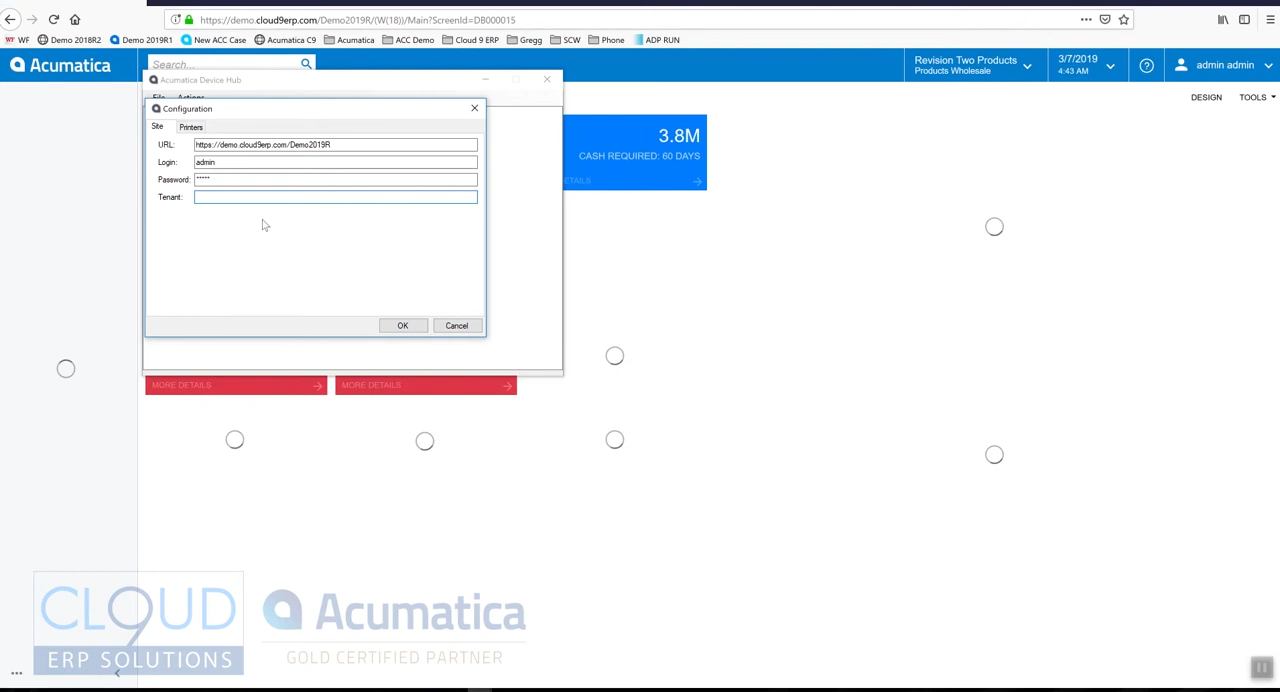 https://demo.cloud9erp.com/Demo2019R/(W(18))/Main?ScreenId=DB000015
WF Demo 2018R2 Demo 2019R1 New ACC Case Acumatica C9 Acumatica ACC Demo Cloud 9 ERP Gregg SCW Phone ADP RUN
Acumatica
Search...
Revision Two Products
Products Wholesale
3/7/2019
4:43 AM
admin admin
Acumatica Device Hub
File Actions
DESIGN TOOLS
Configuration
Site Printers
URL: https://demo.cloud9erp.com/Demo2019R
Login: admin
Password: *****
Tenant:
OK Cancel
3.8M
CASH REQUIRED: 60 DAYS
MORE DETAILS MORE DETAILS
CLOUD 9
ERP SOLUTIONS
Acumatica
GOLD CERTIFIED PARTNER